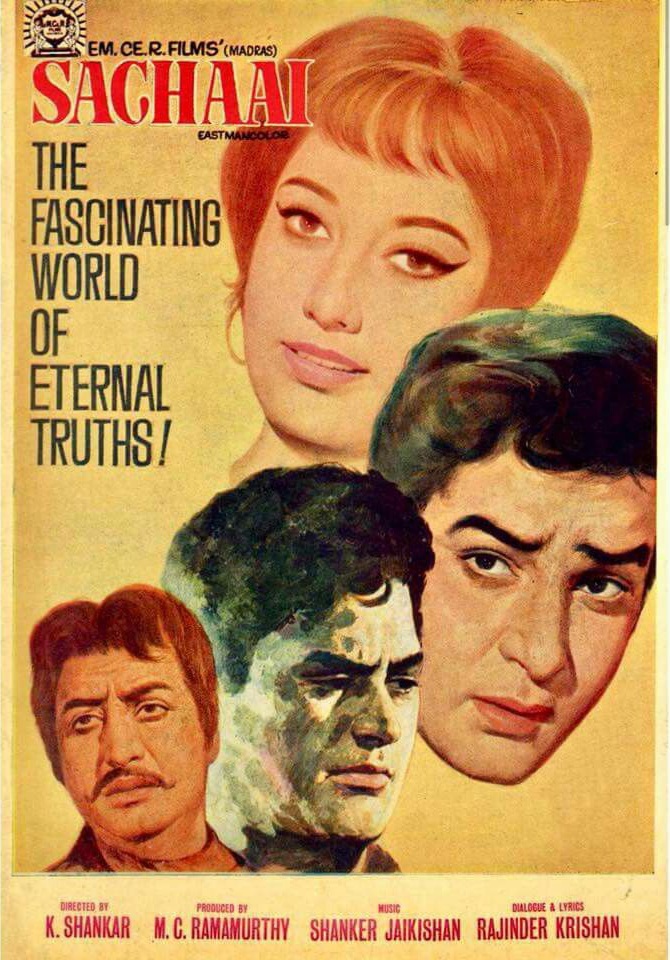 EM. CE. R. FILMS' (MADRAS)
SACHAAI
EASTMANCOLOR
THE
FASCINATING
WORLD
OF
ETERNAL
TRUTHS!
DIRECTED BY
K. SHANKAR
PRODUCED BY
M. C. RAMAMURTHY
MUSIC
SHANKER JAIKISHAN
DIALOGUE & LYRICS
RAJINDER KRISHAN